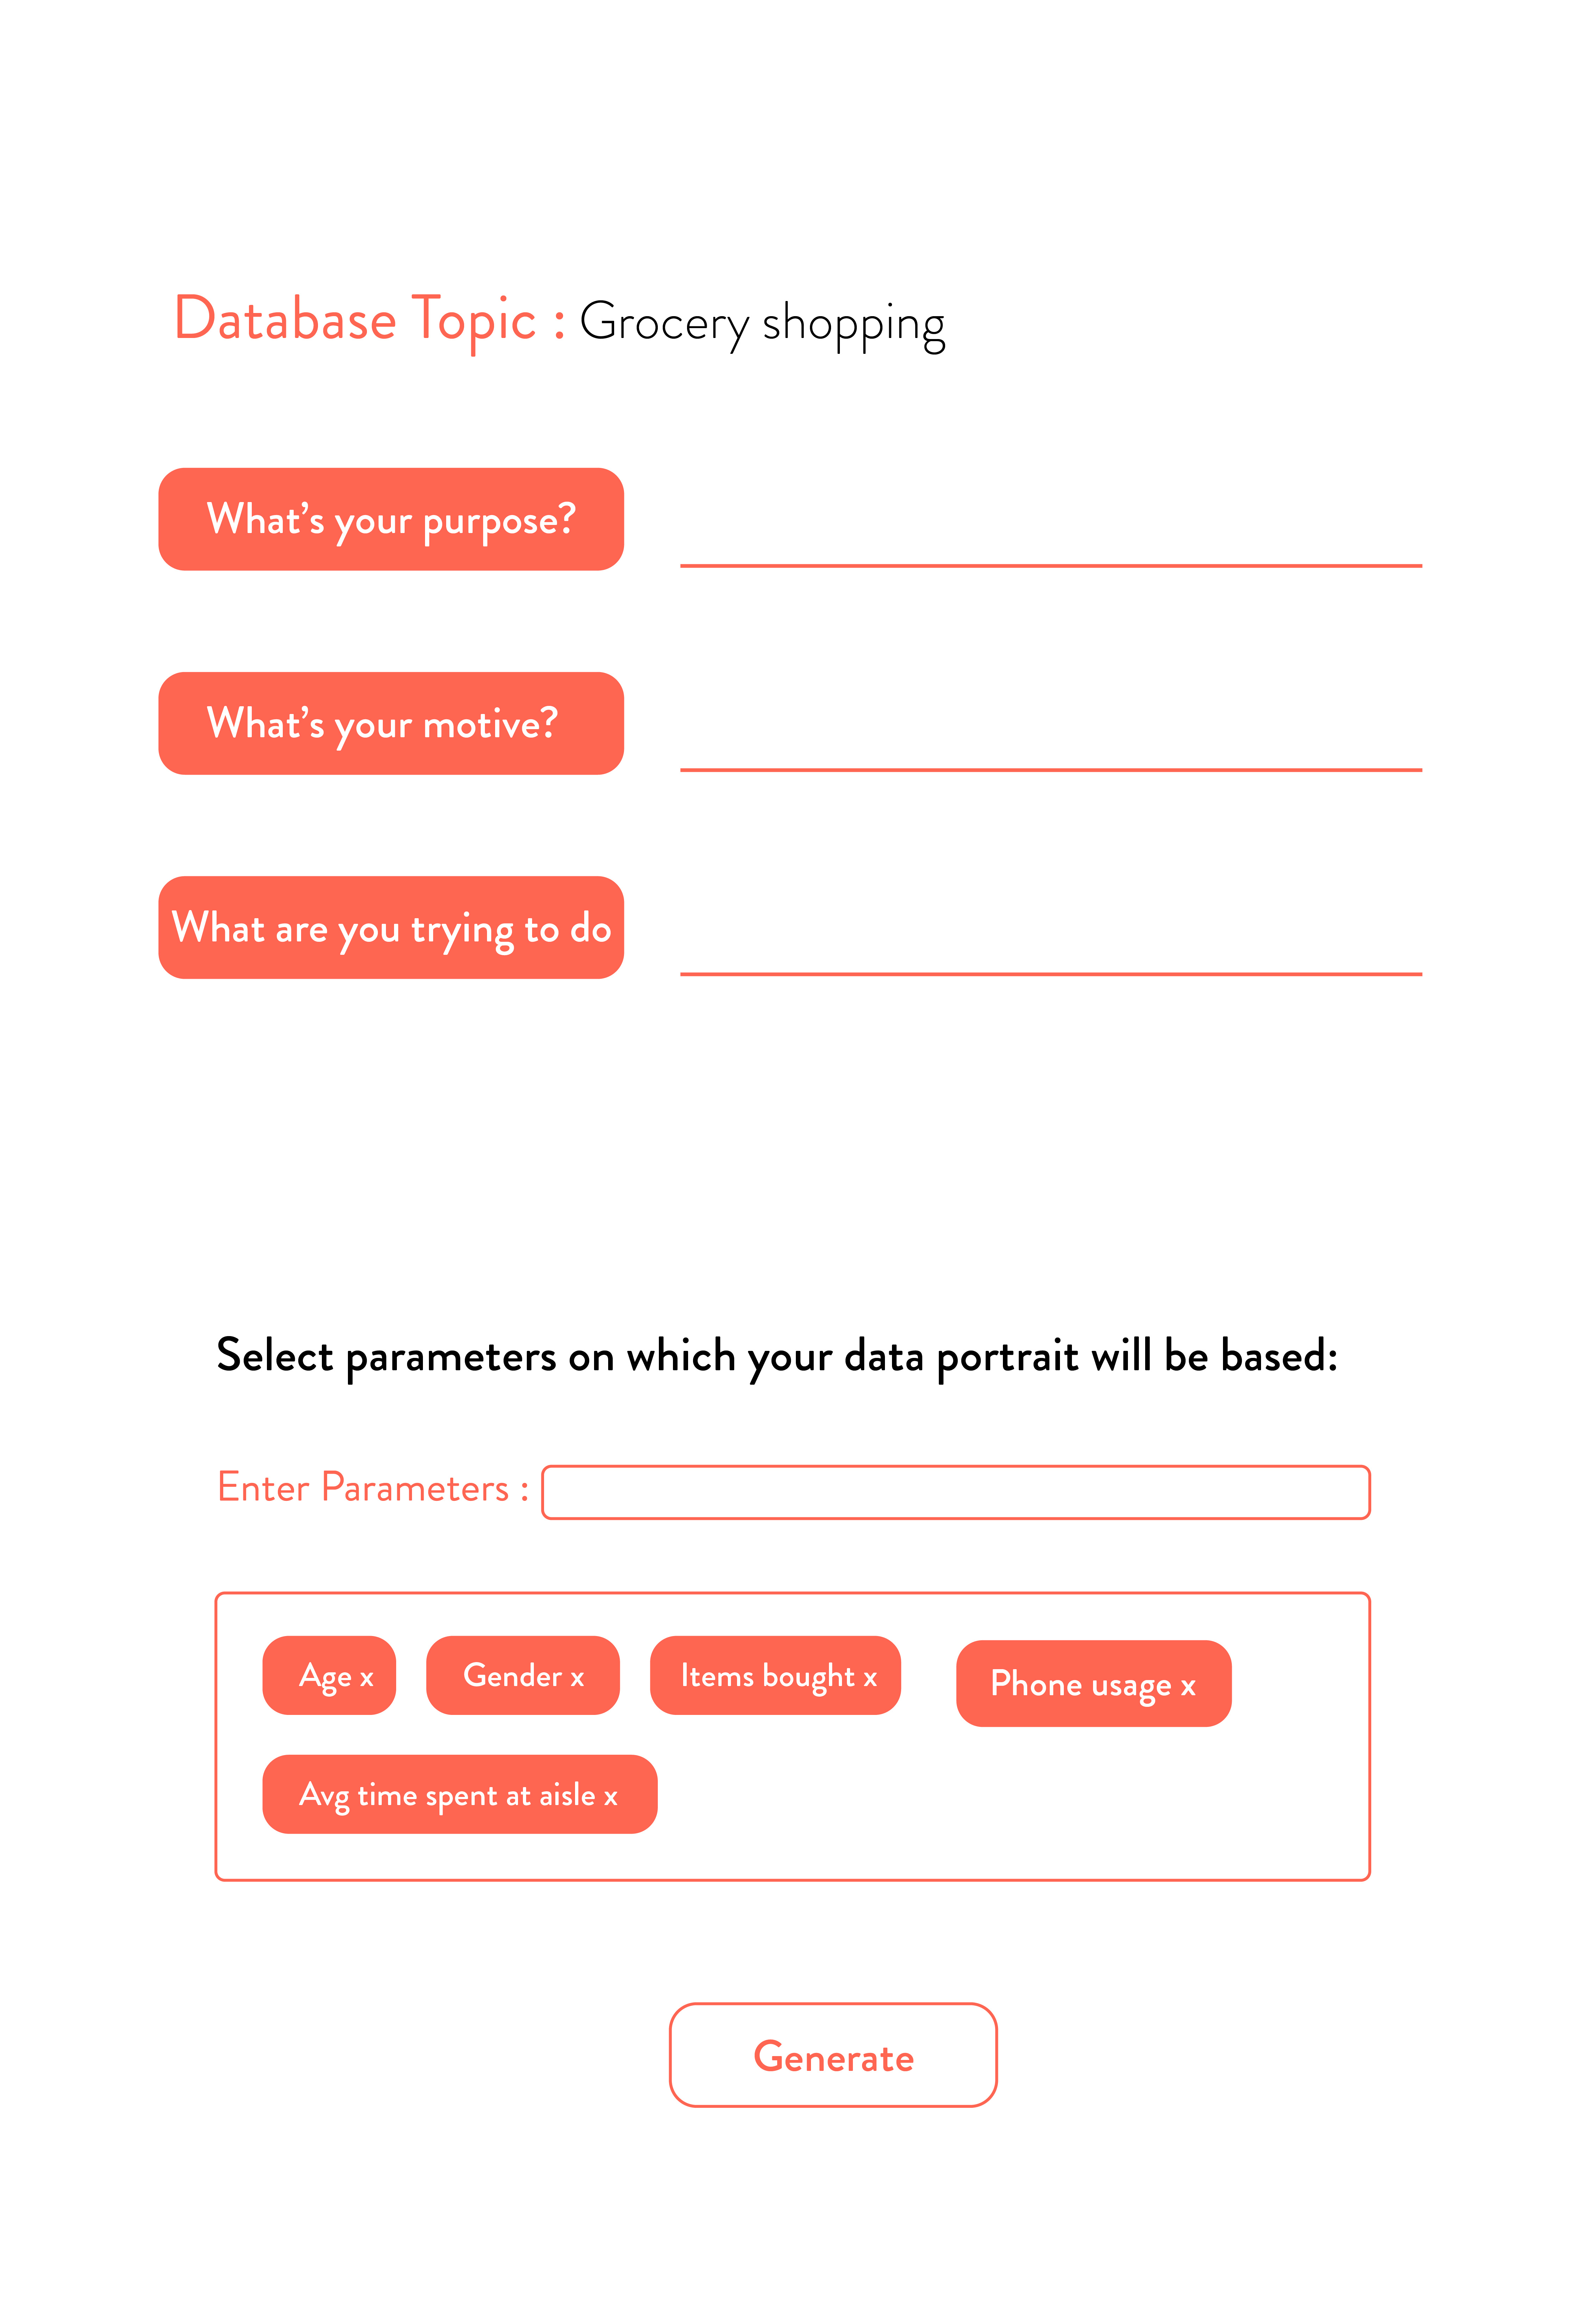 Database Topic : Grocery shopping
What’s your purpose?
What’s your motive?
What are you trying to do
Select parameters on which your data portrait will be based:
Enter Parameters :
Age x Gender x Items bought x Phone usage x
Avg time spent at aisle x
Generate